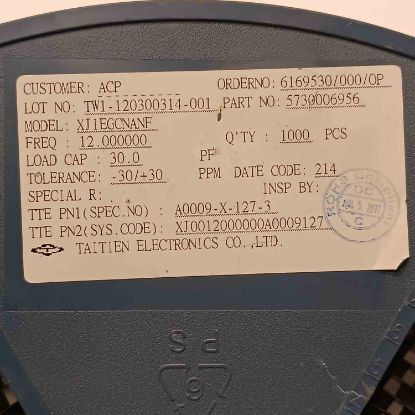 CUSTOMER: ACP ORDERNO: 6169530/000/OP
LOT NO: TW1-120300314-001 PART NO: 5730006956
MODEL: XJ1EGCNANF
FREQ : 12.000000 Q'TY : 1000 PCS
LOAD CAP : 30.0 PF
TOLERANCE: -30/+30 PPM DATE CODE: 214
SPECIAL R: INSP BY:
TTE PN1(SPEC.NO) : A0009-X-127-3
TTE PN2(SYS.CODE): XJ0012000000A0009127
TAITIEN ELECTRONICS CO.,LTD.
QC
6
PS